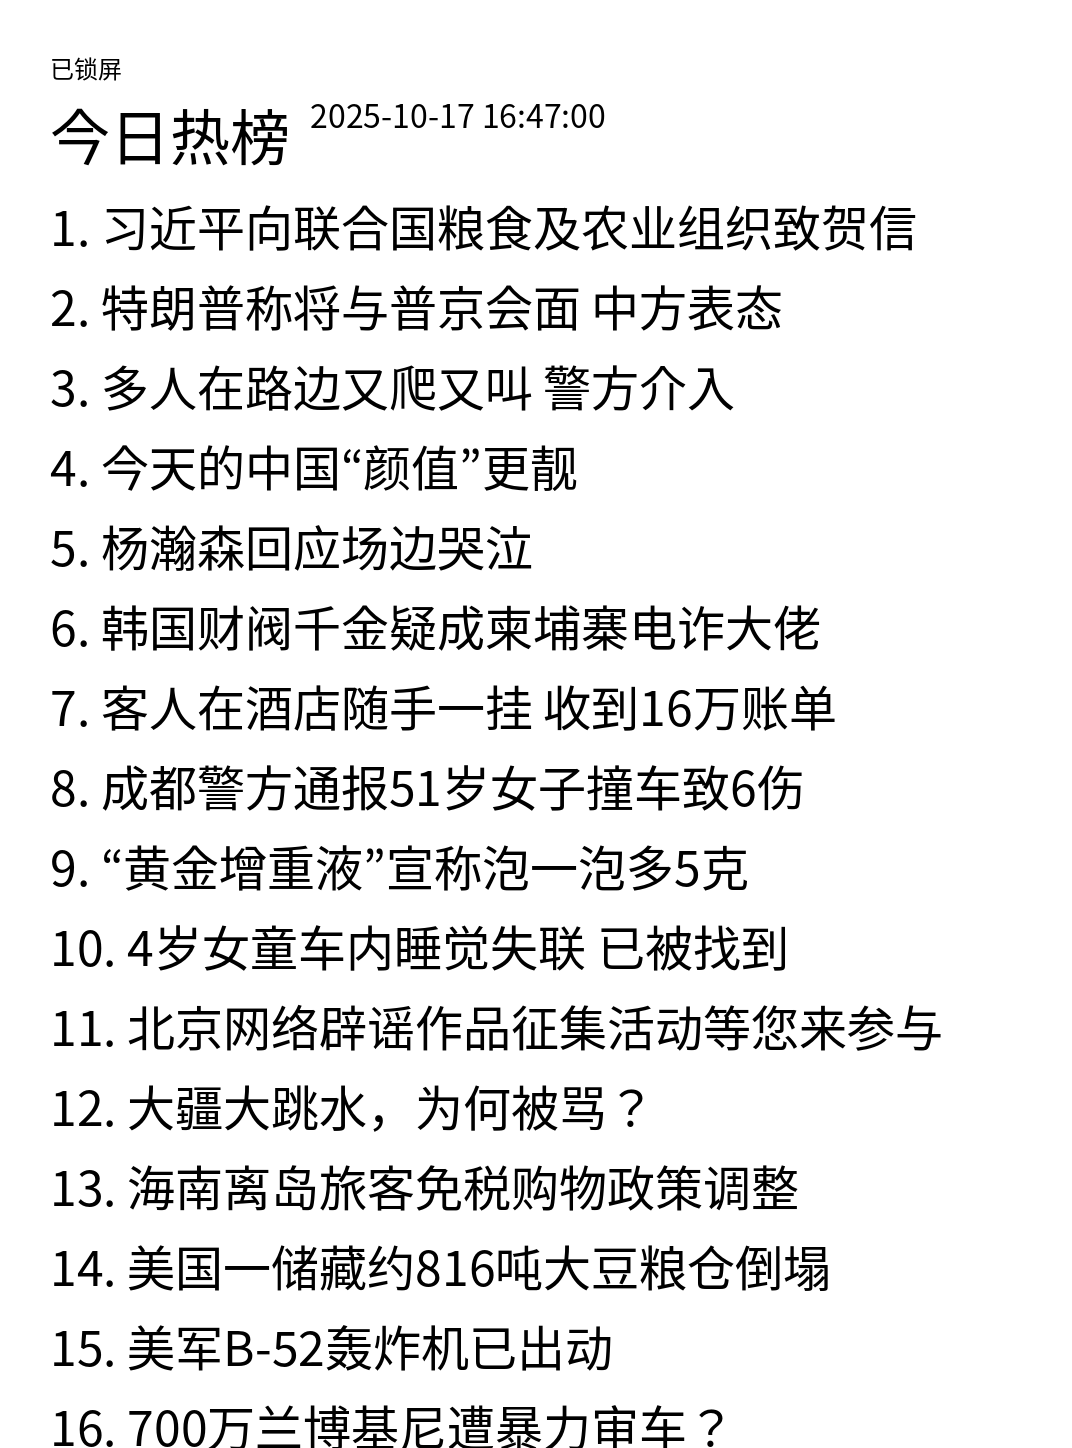 已锁屏
今日热榜 2025-10-17 16:47:00
1. 习近平向联合国粮食及农业组织致贺信
2. 特朗普称将与普京会面 中方表态
3. 多人在路边又爬又叫 警方介入
4. 今天的中国“颜值”更靓
5. 杨瀚森回应场边哭泣
6. 韩国财阀千金疑成柬埔寨电诈大佬
7. 客人在酒店随手一挂 收到16万账单
8. 成都警方通报51岁女子撞车致6伤
9. “黄金增重液”宣称泡一泡多5克
10. 4岁女童车内睡觉失联 已被找到
11. 北京网络辟谣作品征集活动等您来参与
12. 大疆大跳水，为何被骂？
13. 海南离岛旅客免税购物政策调整
14. 美国一储藏约816吨大豆粮仓倒塌
15. 美军B-52轰炸机已出动
16. 700万兰博基尼遭暴力审车？